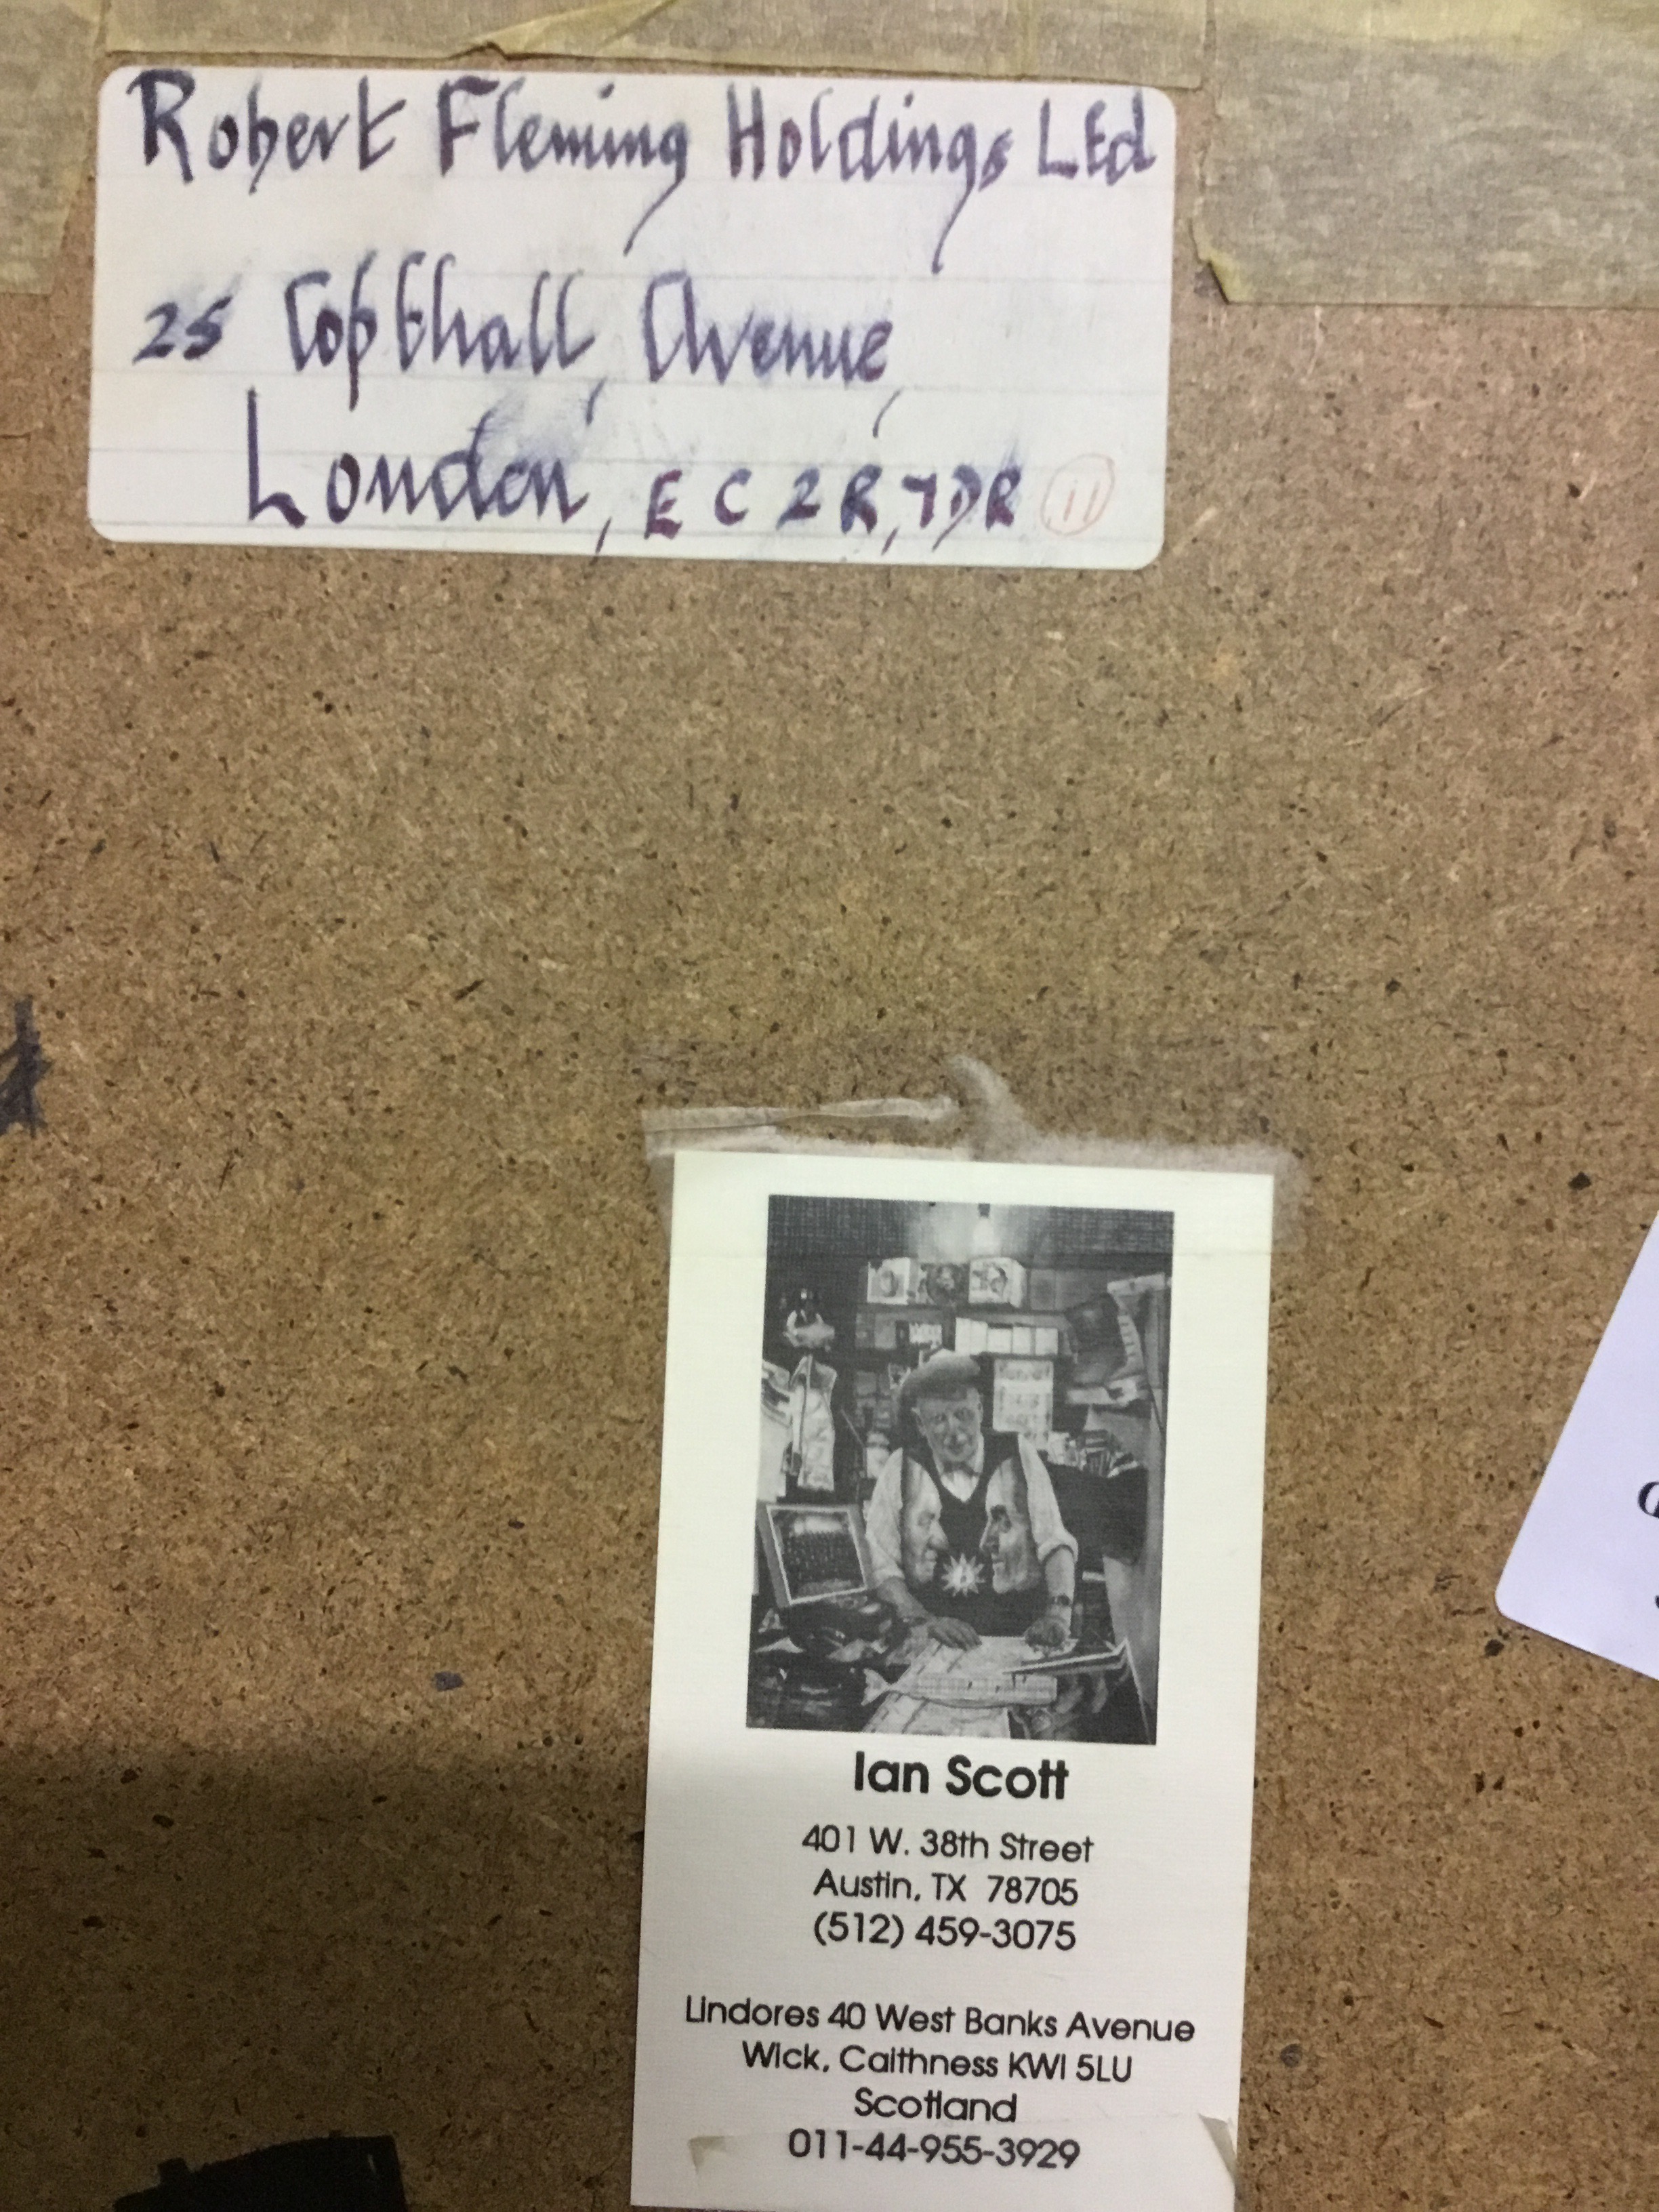 Robert Fleming Holdings Ltd
25 Copthall, Avenue,
London, EC2R,7DR 11
Ian Scott
401 W. 38th Street
Austin, TX 78705
(512) 459-3075
Lindores 40 West Banks Avenue
Wick, Caithness KWI 5LU
Scotland
011-44-955-3929